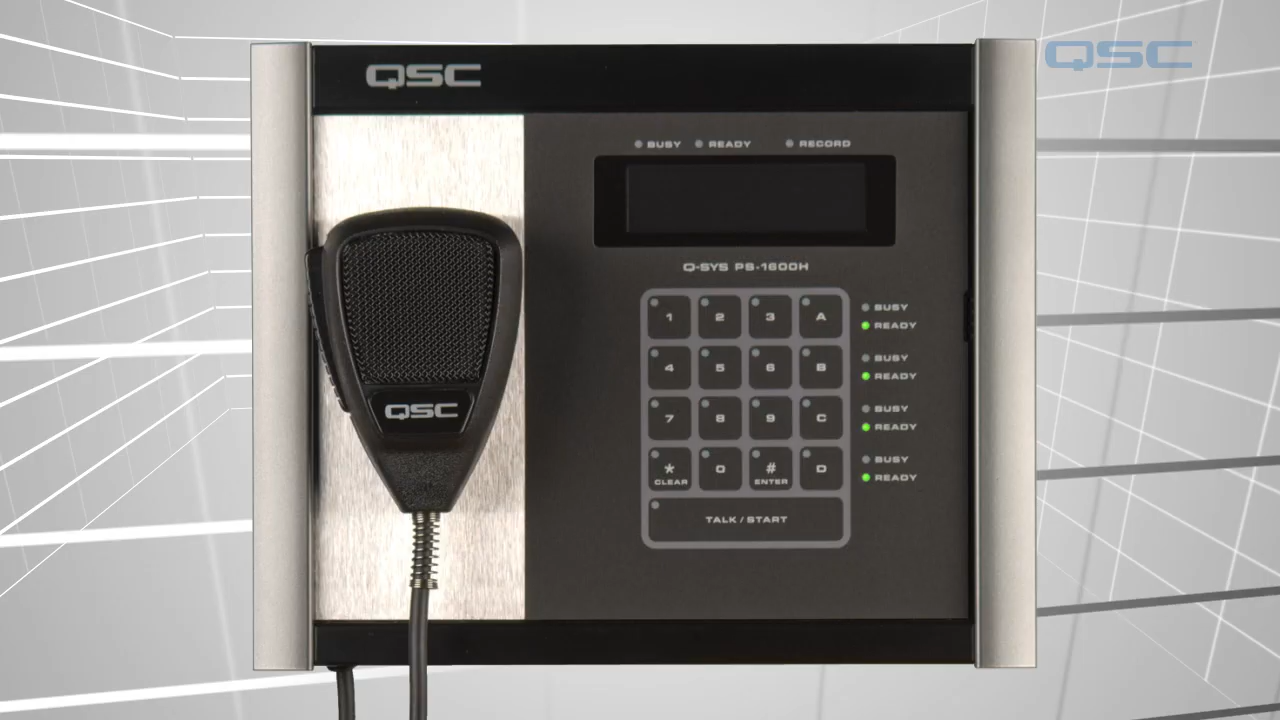 QSC
QSC
BUSY READY RECORD
Q-SYS PS-1600H
1 2 3 A
BUSY
READY
4 5 6 B
BUSY
READY
QSC
7 8 9 C
BUSY
READY
* 0 # D
CLEAR ENTER
BUSY
READY
TALK / START